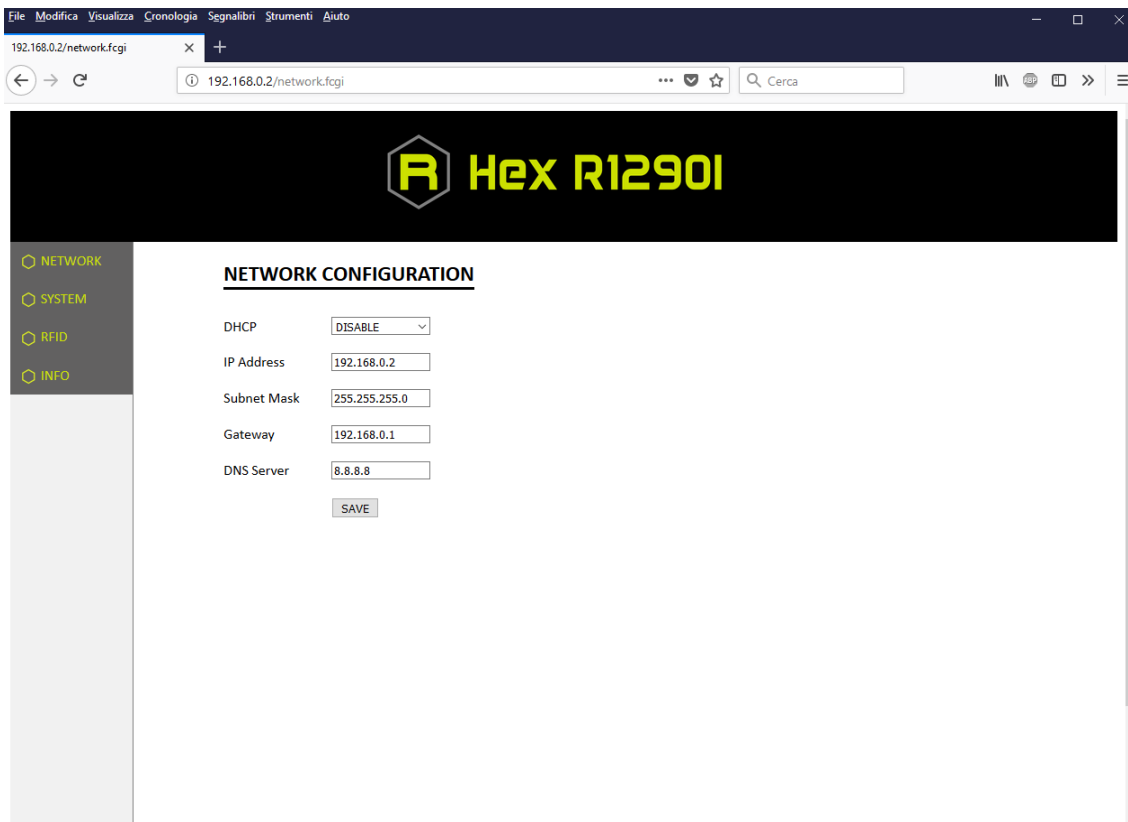 File Modifica Visualizza Cronologia Segnalibri Strumenti Aiuto
192.168.0.2/network.fcgi
192.168.0.2/network.fcgi
Cerca
ABP
R Hex R1290I
NETWORK
SYSTEM
RFID
INFO
NETWORK CONFIGURATION
DHCP DISABLE
IP Address 192.168.0.2
Subnet Mask 255.255.255.0
Gateway 192.168.0.1
DNS Server 8.8.8.8
SAVE